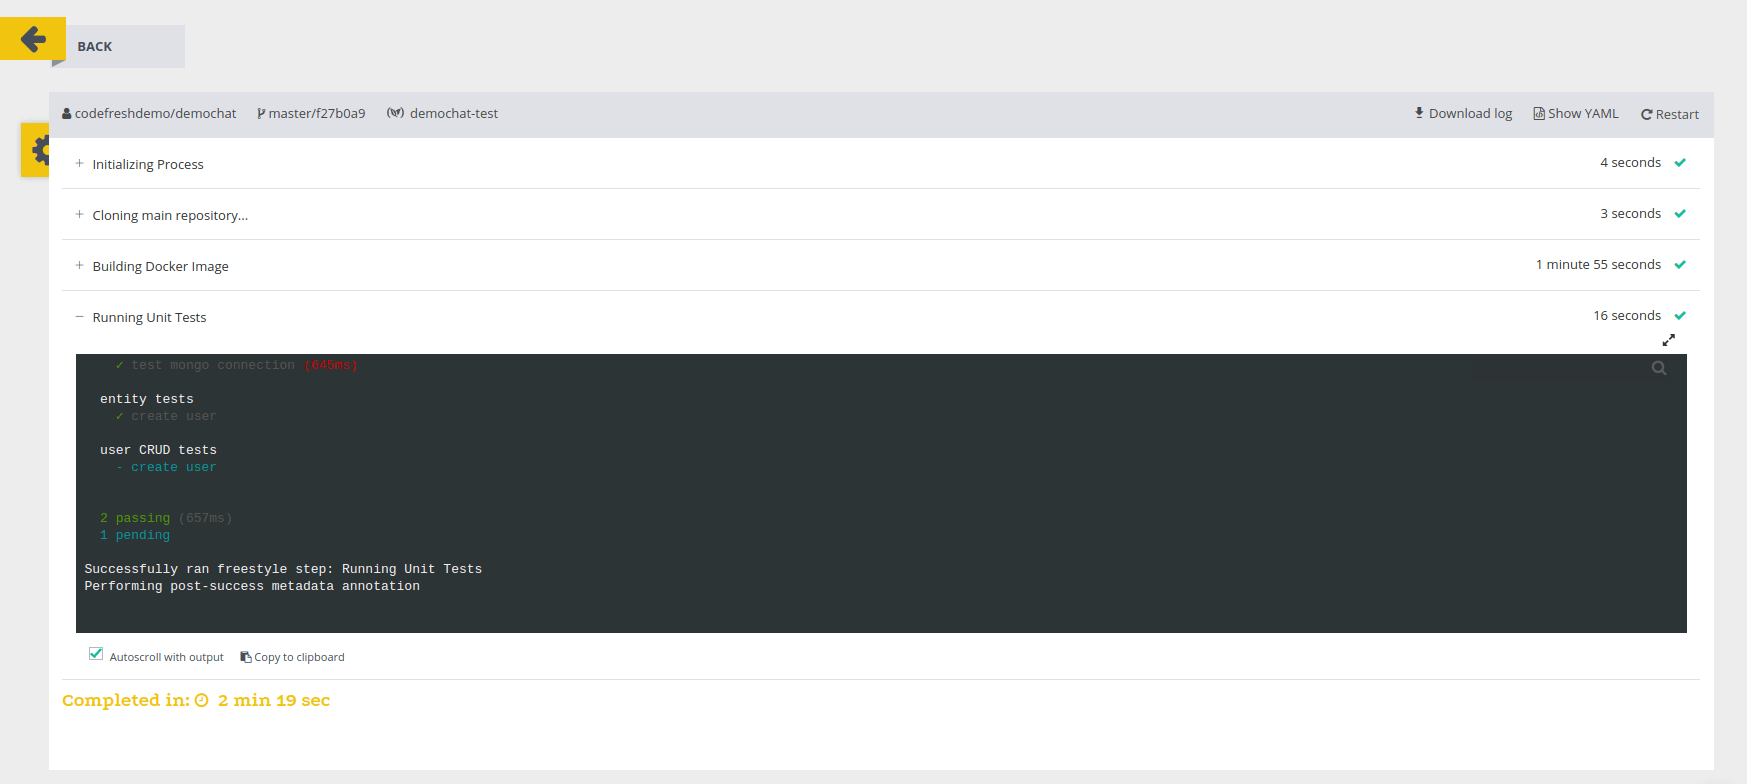 BACK
codefreshdemo/demochat master/f27b0a9 demochat-test Download log Show YAML Restart
+ Initializing Process 4 seconds ✓
+ Cloning main repository... 3 seconds ✓
+ Building Docker Image 1 minute 55 seconds ✓
− Running Unit Tests 16 seconds ✓
✓ test mongo connection (645ms)
entity tests
✓ create user
user CRUD tests
- create user
2 passing (657ms)
1 pending
Successfully ran freestyle step: Running Unit Tests
Performing post-success metadata annotation
Autoscroll with output Copy to clipboard
Completed in: 2 min 19 sec